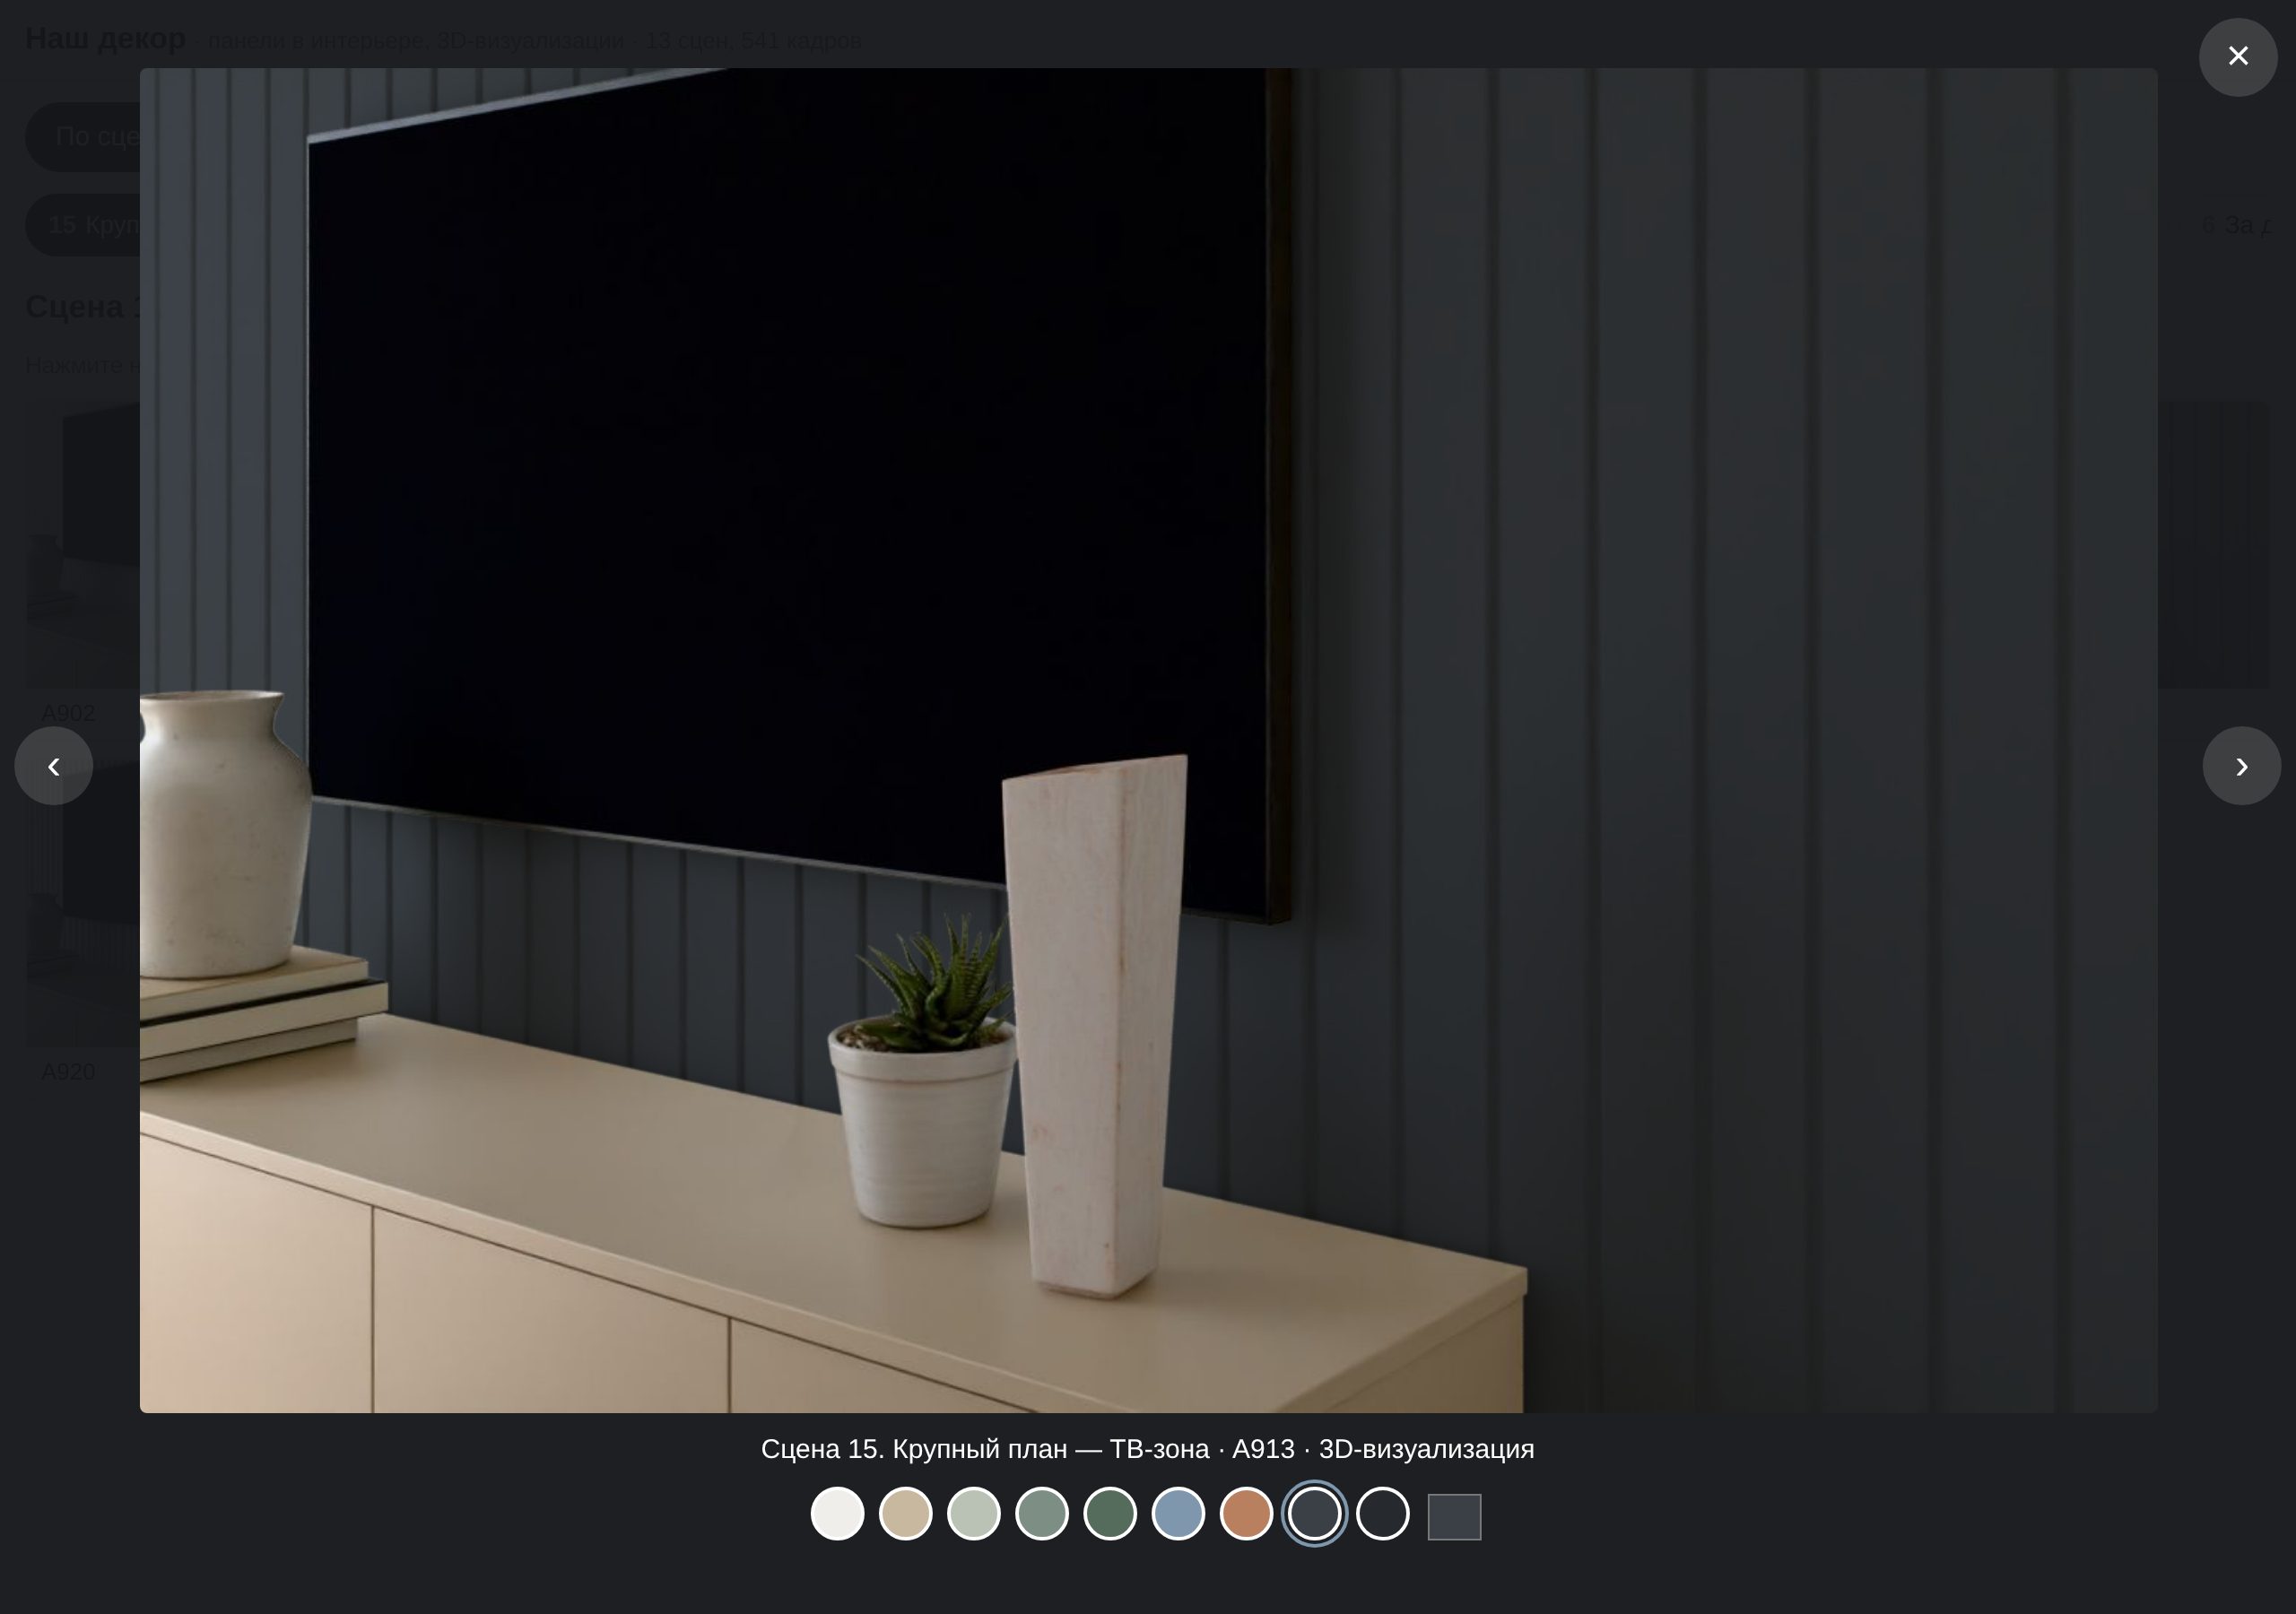 Наш декор · панели в интерьере, 3D-визуализации · 13 сцен, 541 кадров
×
По сце
15 Круп
6 За д
Сцена 1
Нажмите н
A902
‹
›
A920
Сцена 15. Крупный план — ТВ-зона · A913 · 3D-визуализация